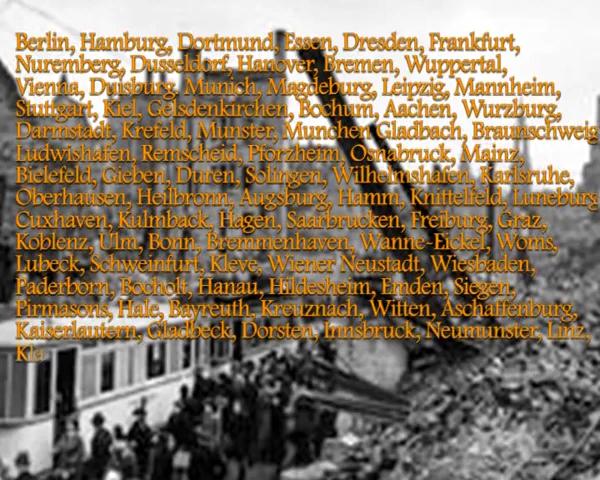 Berlin, Hamburg, Dortmund, Essen, Dresden, Frankfurt,
Nuremberg, Dusseldorf, Hanover, Bremen, Wuppertal,
Vienna, Duisburg, Munich, Magdeburg, Leipzig, Mannheim,
Stuttgart, Kiel, Gelsdenkirchen, Bochum, Aachen, Wurzburg,
Darmstadt, Krefeld, Munster, Munchen Gladbach, Braunschweig
Ludwishafen, Remscheid, Pforzheim, Osnabruck, Mainz,
Bielefeld, Gieben, Duren, Solingen, Wilhelmshafen, Karlsruhe,
Oberhausen, Heilbronn, Augsburg, Hamm, Knittelfeld, Luneburg
Cuxhaven, Kulmback, Hagen, Saarbrucken, Freiburg, Graz,
Koblenz, Ulm, Bonn, Bremmenhaven, Wanne-Eickel, Woms,
Lubeck, Schweinfurt, Kleve, Wiener Neustadt, Wiesbaden,
Paderborn, Bocholt, Hanau, Hildesheim, Emden, Siegen,
Pirmasons, Hale, Bayreuth, Kreuznach, Witten, Aschaffenburg,
Kaiserlautern, Gladbeck, Dorsten, Innsbruck, Neumunster, Linz,
Kla